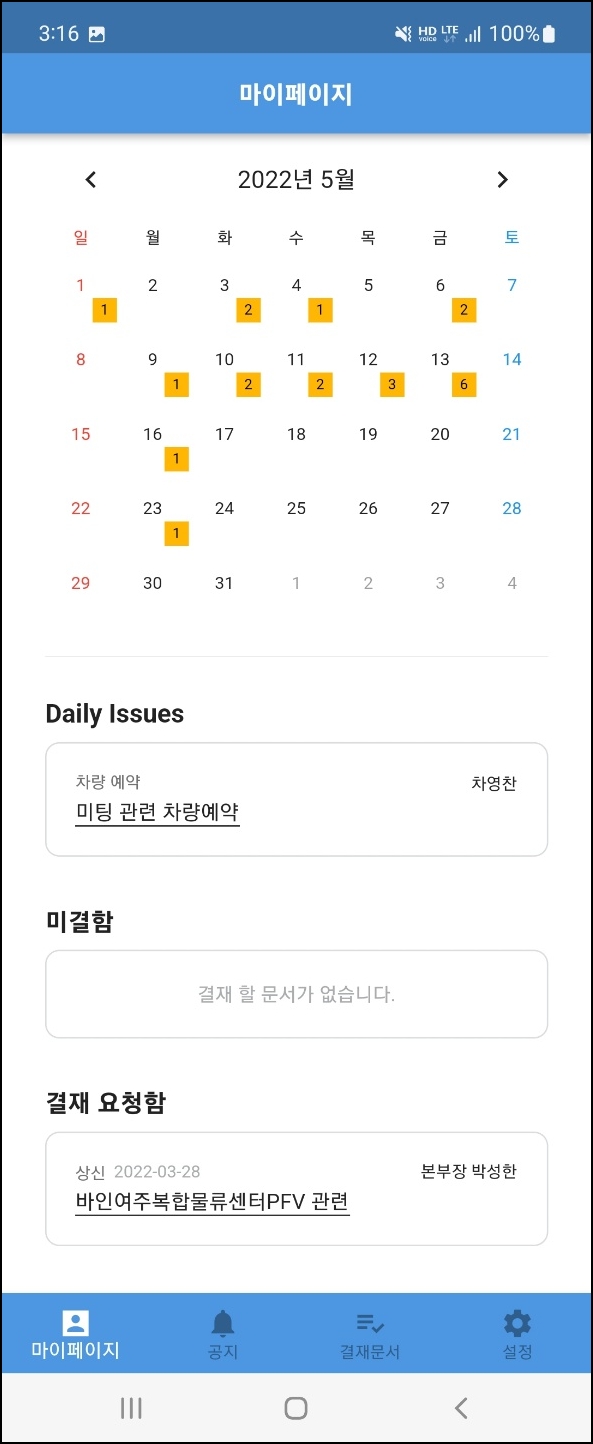 3:16 HD voice LTE 100%
마이페이지
2022년 5월
일 월 화 수 목 금 토
1 2 3 4 5 6 7
1 2 1 2
8 9 10 11 12 13 14
1 2 2 3 6
15 16 17 18 19 20 21
1
22 23 24 25 26 27 28
1
29 30 31 1 2 3 4
Daily Issues
차량 예약 차영찬
미팅 관련 차량예약
미결함
결재 할 문서가 없습니다.
결재 요청함
상신 2022-03-28 본부장 박성한
바인여주복합물류센터PFV 관련
마이페이지 공지 결재문서 설정